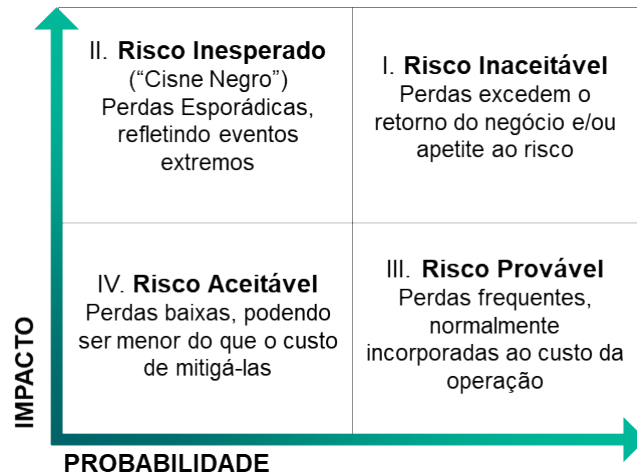 II. Risco Inesperado
(“Cisne Negro”)
Perdas Esporádicas,
refletindo eventos
extremos
I. Risco Inaceitável
Perdas excedem o
retorno do negócio e/ou
apetite ao risco
IV. Risco Aceitável
Perdas baixas, podendo
ser menor do que o custo
de mitigá-las
III. Risco Provável
Perdas frequentes,
normalmente
incorporadas ao custo da
operação
IMPACTO
PROBABILIDADE